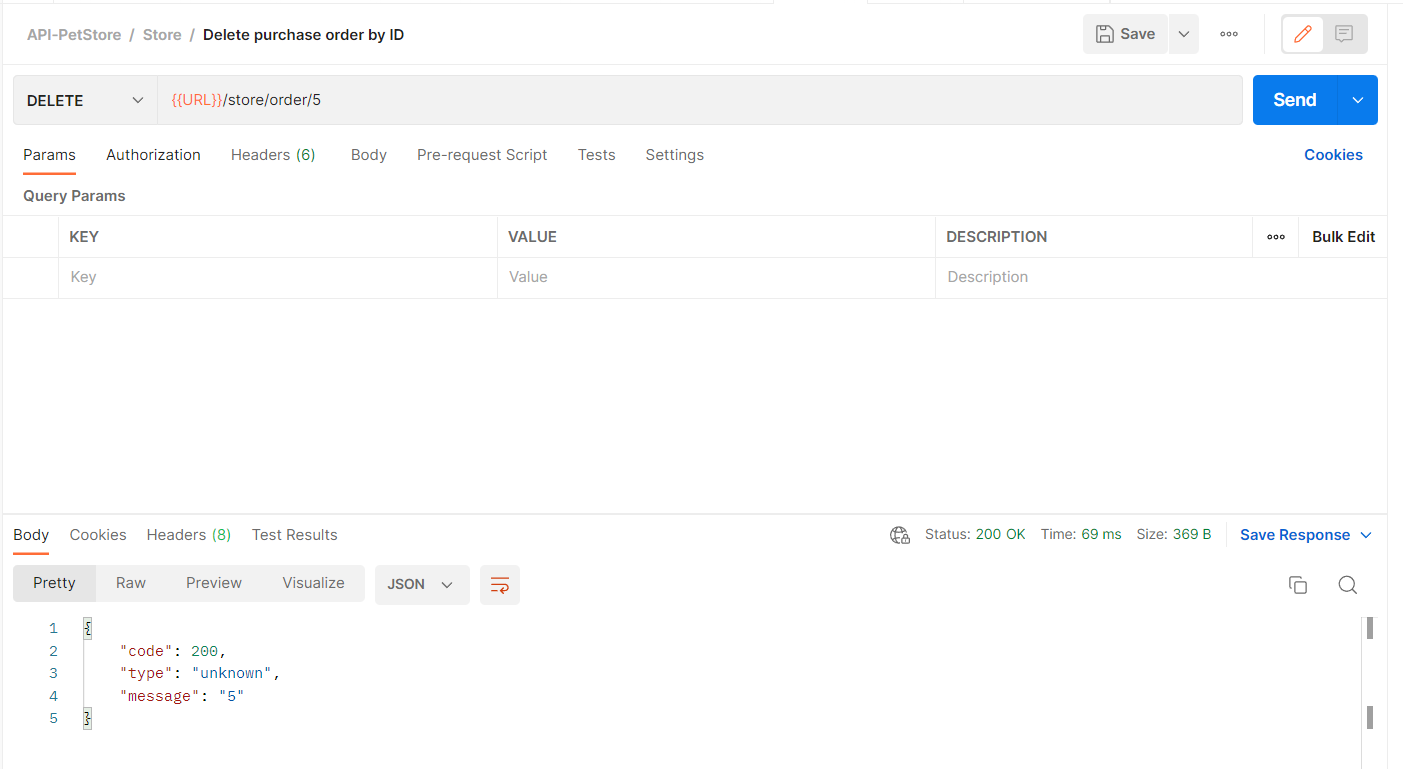 API-PetStore / Store / Delete purchase order by ID
Save
DELETE {{URL}}/store/order/5 Send
Params Authorization Headers (6) Body Pre-request Script Tests Settings Cookies
Query Params
KEY VALUE DESCRIPTION Bulk Edit
Key Value Description
Body Cookies Headers (8) Test Results Status: 200 OK Time: 69 ms Size: 369 B Save Response
Pretty Raw Preview Visualize JSON
1 {
2 "code": 200,
3 "type": "unknown",
4 "message": "5"
5 }